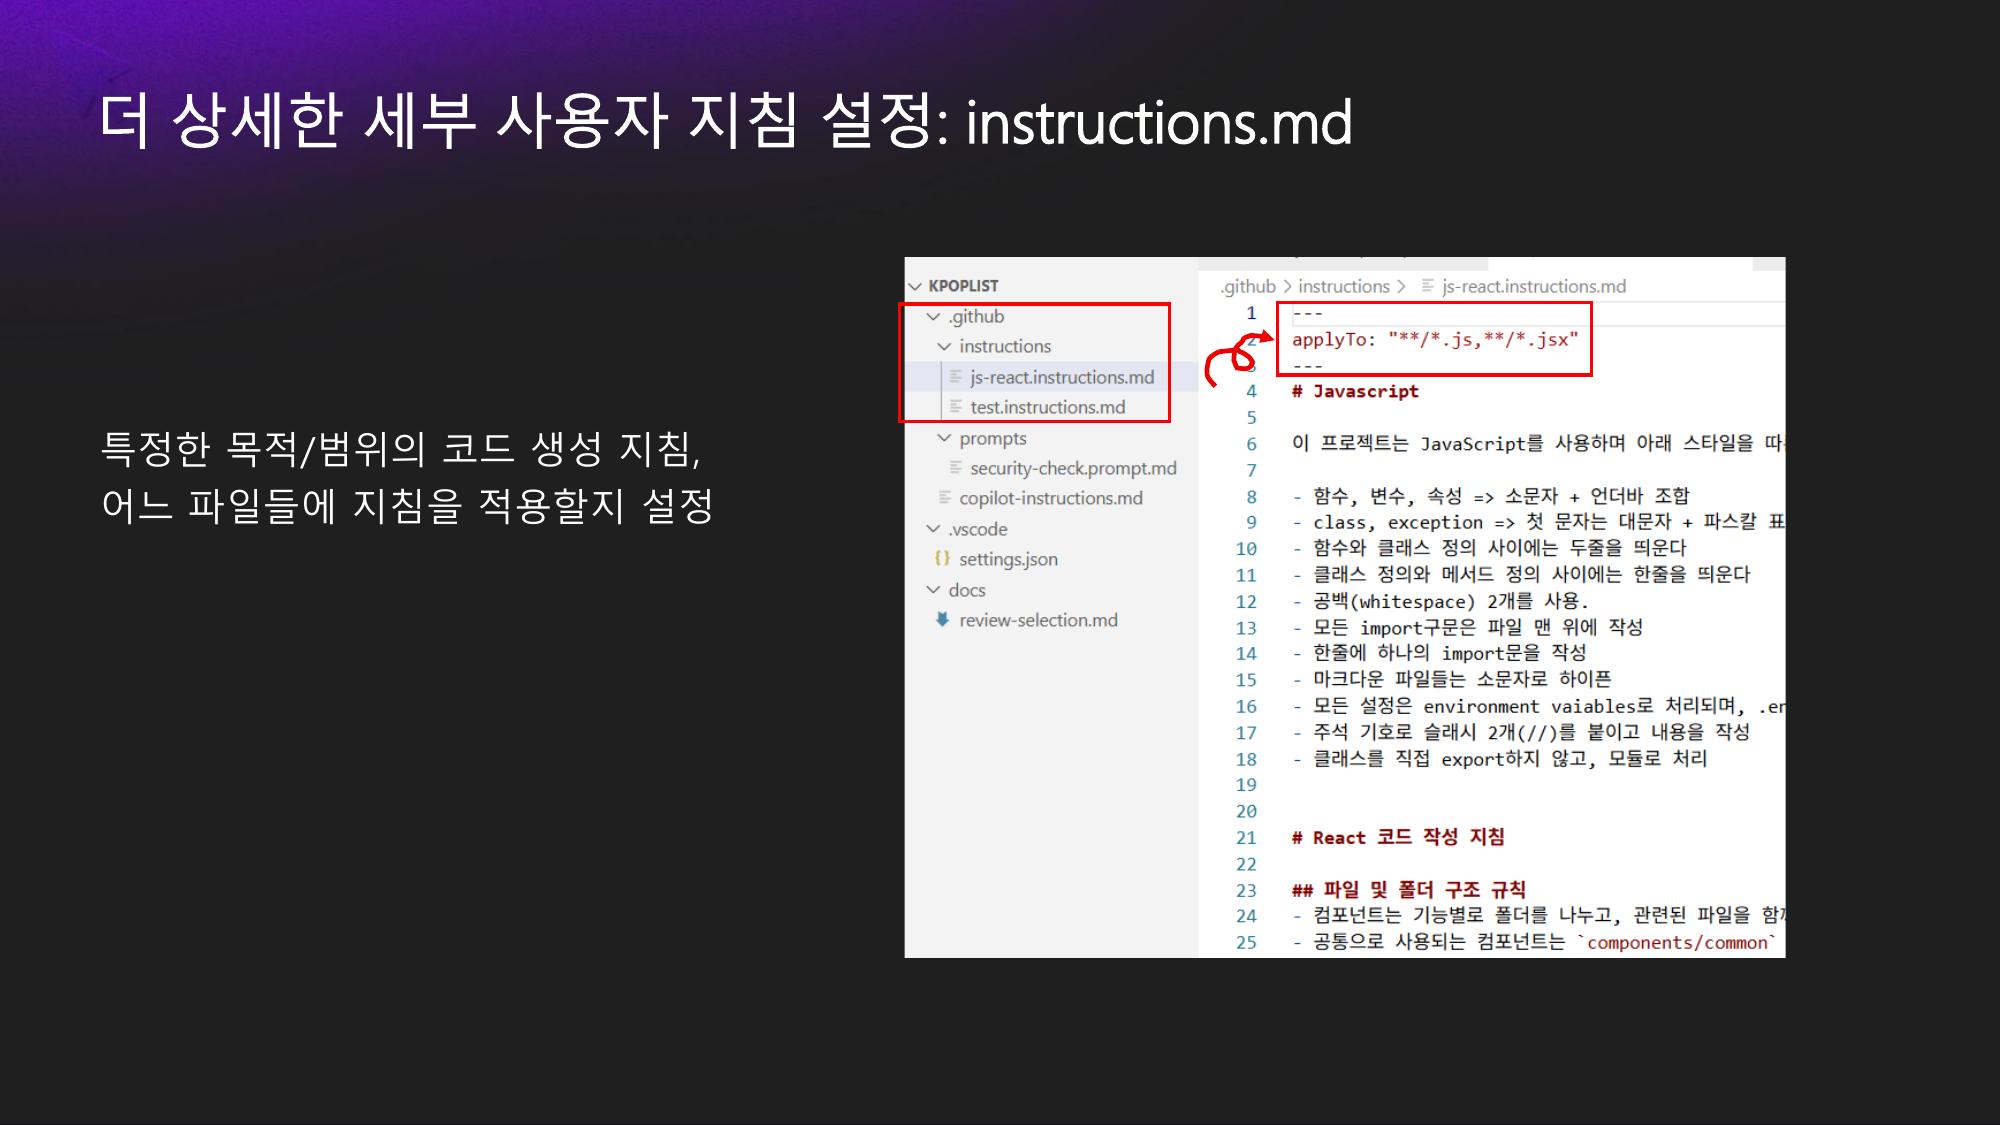 더 상세한 세부 사용자 지침 설정: instructions.md
특정한 목적/범위의 코드 생성 지침,
어느 파일들에 지침을 적용할지 설정
KPOPLIST
.github
instructions
js-react.instructions.md
test.instructions.md
prompts
security-check.prompt.md
copilot-instructions.md
.vscode
{} settings.json
docs
review-selection.md
.github > instructions > js-react.instructions.md
1 ---
2 applyTo: "**/*.js,**/*.jsx"
3 ---
4 # Javascript
5
6 이 프로젝트는 JavaScript를 사용하며 아래 스타일을
7
8 - 함수, 변수, 속성 => 소문자 + 언더바 조합
9 - class, exception => 첫 문자는 대문자 + 파스칼 표
10 - 함수와 클래스 정의 사이에는 두줄을 띄운다
11 - 클래스 정의와 메서드 정의 사이에는 한줄을 띄운다
12 - 공백(whitespace) 2개를 사용.
13 - 모든 import구문은 파일 맨 위에 작성
14 - 한줄에 하나의 import문을 작성
15 - 마크다운 파일들는 소문자로 하이픈
16 - 모든 설정은 environment vaiables로 처리되며, .en
17 - 주석 기호로 슬래시 2개(//)를 붙이고 내용을 작성
18 - 클래스를 직접 export하지 않고, 모듈로 처리
19
20
21 # React 코드 작성 지침
22
23 ## 파일 및 폴더 구조 규칙
24 - 컴포넌트는 기능별로 폴더를 나누고, 관련된 파일을
25 - 공통으로 사용되는 컴포넌트는 `components/common`